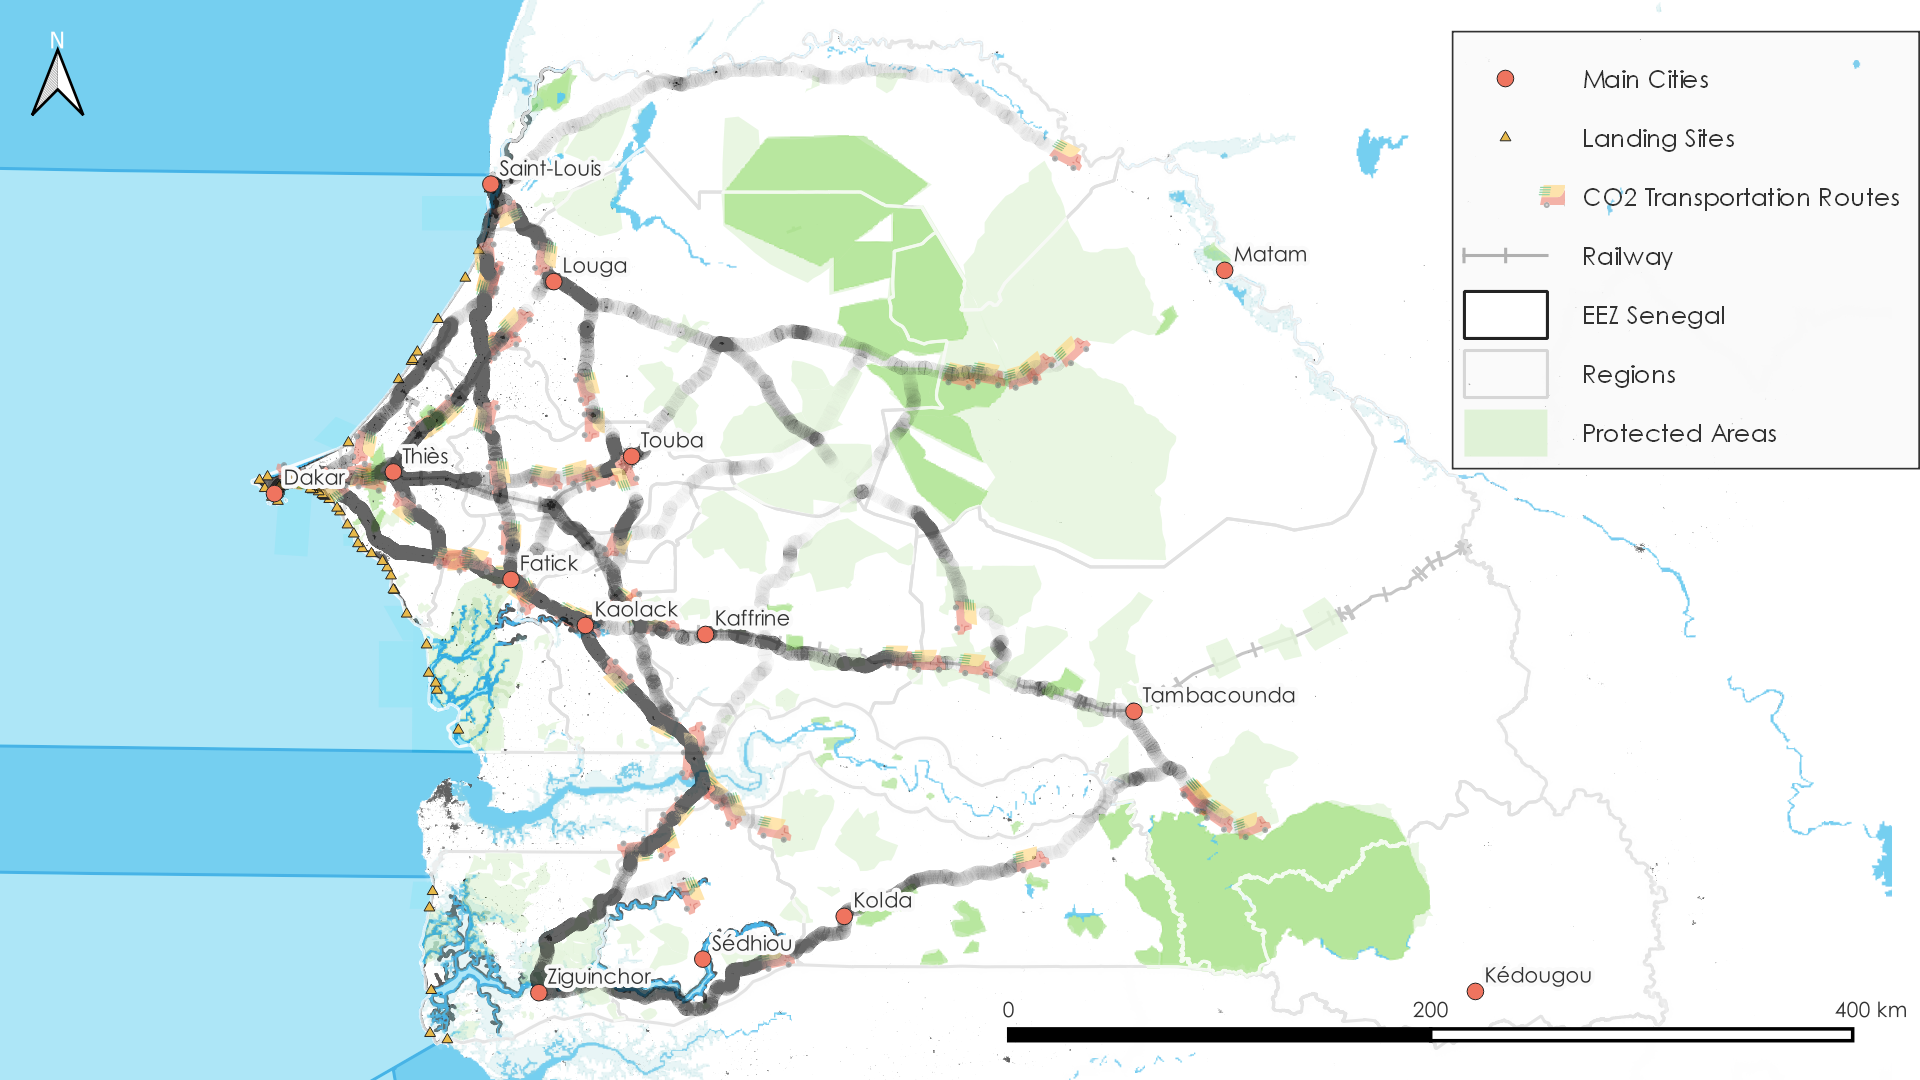 N
Main Cities
Landing Sites
CO2 Transportation Routes
Railway
EEZ Senegal
Regions
Protected Areas
Saint-Louis
Louga
Matam
Touba
Thiès
Dakar
Fatick
Kaolack
Kaffrine
Tambacounda
Kolda
Sédhiou
Ziguinchor
Kédougou
0 200 400 km